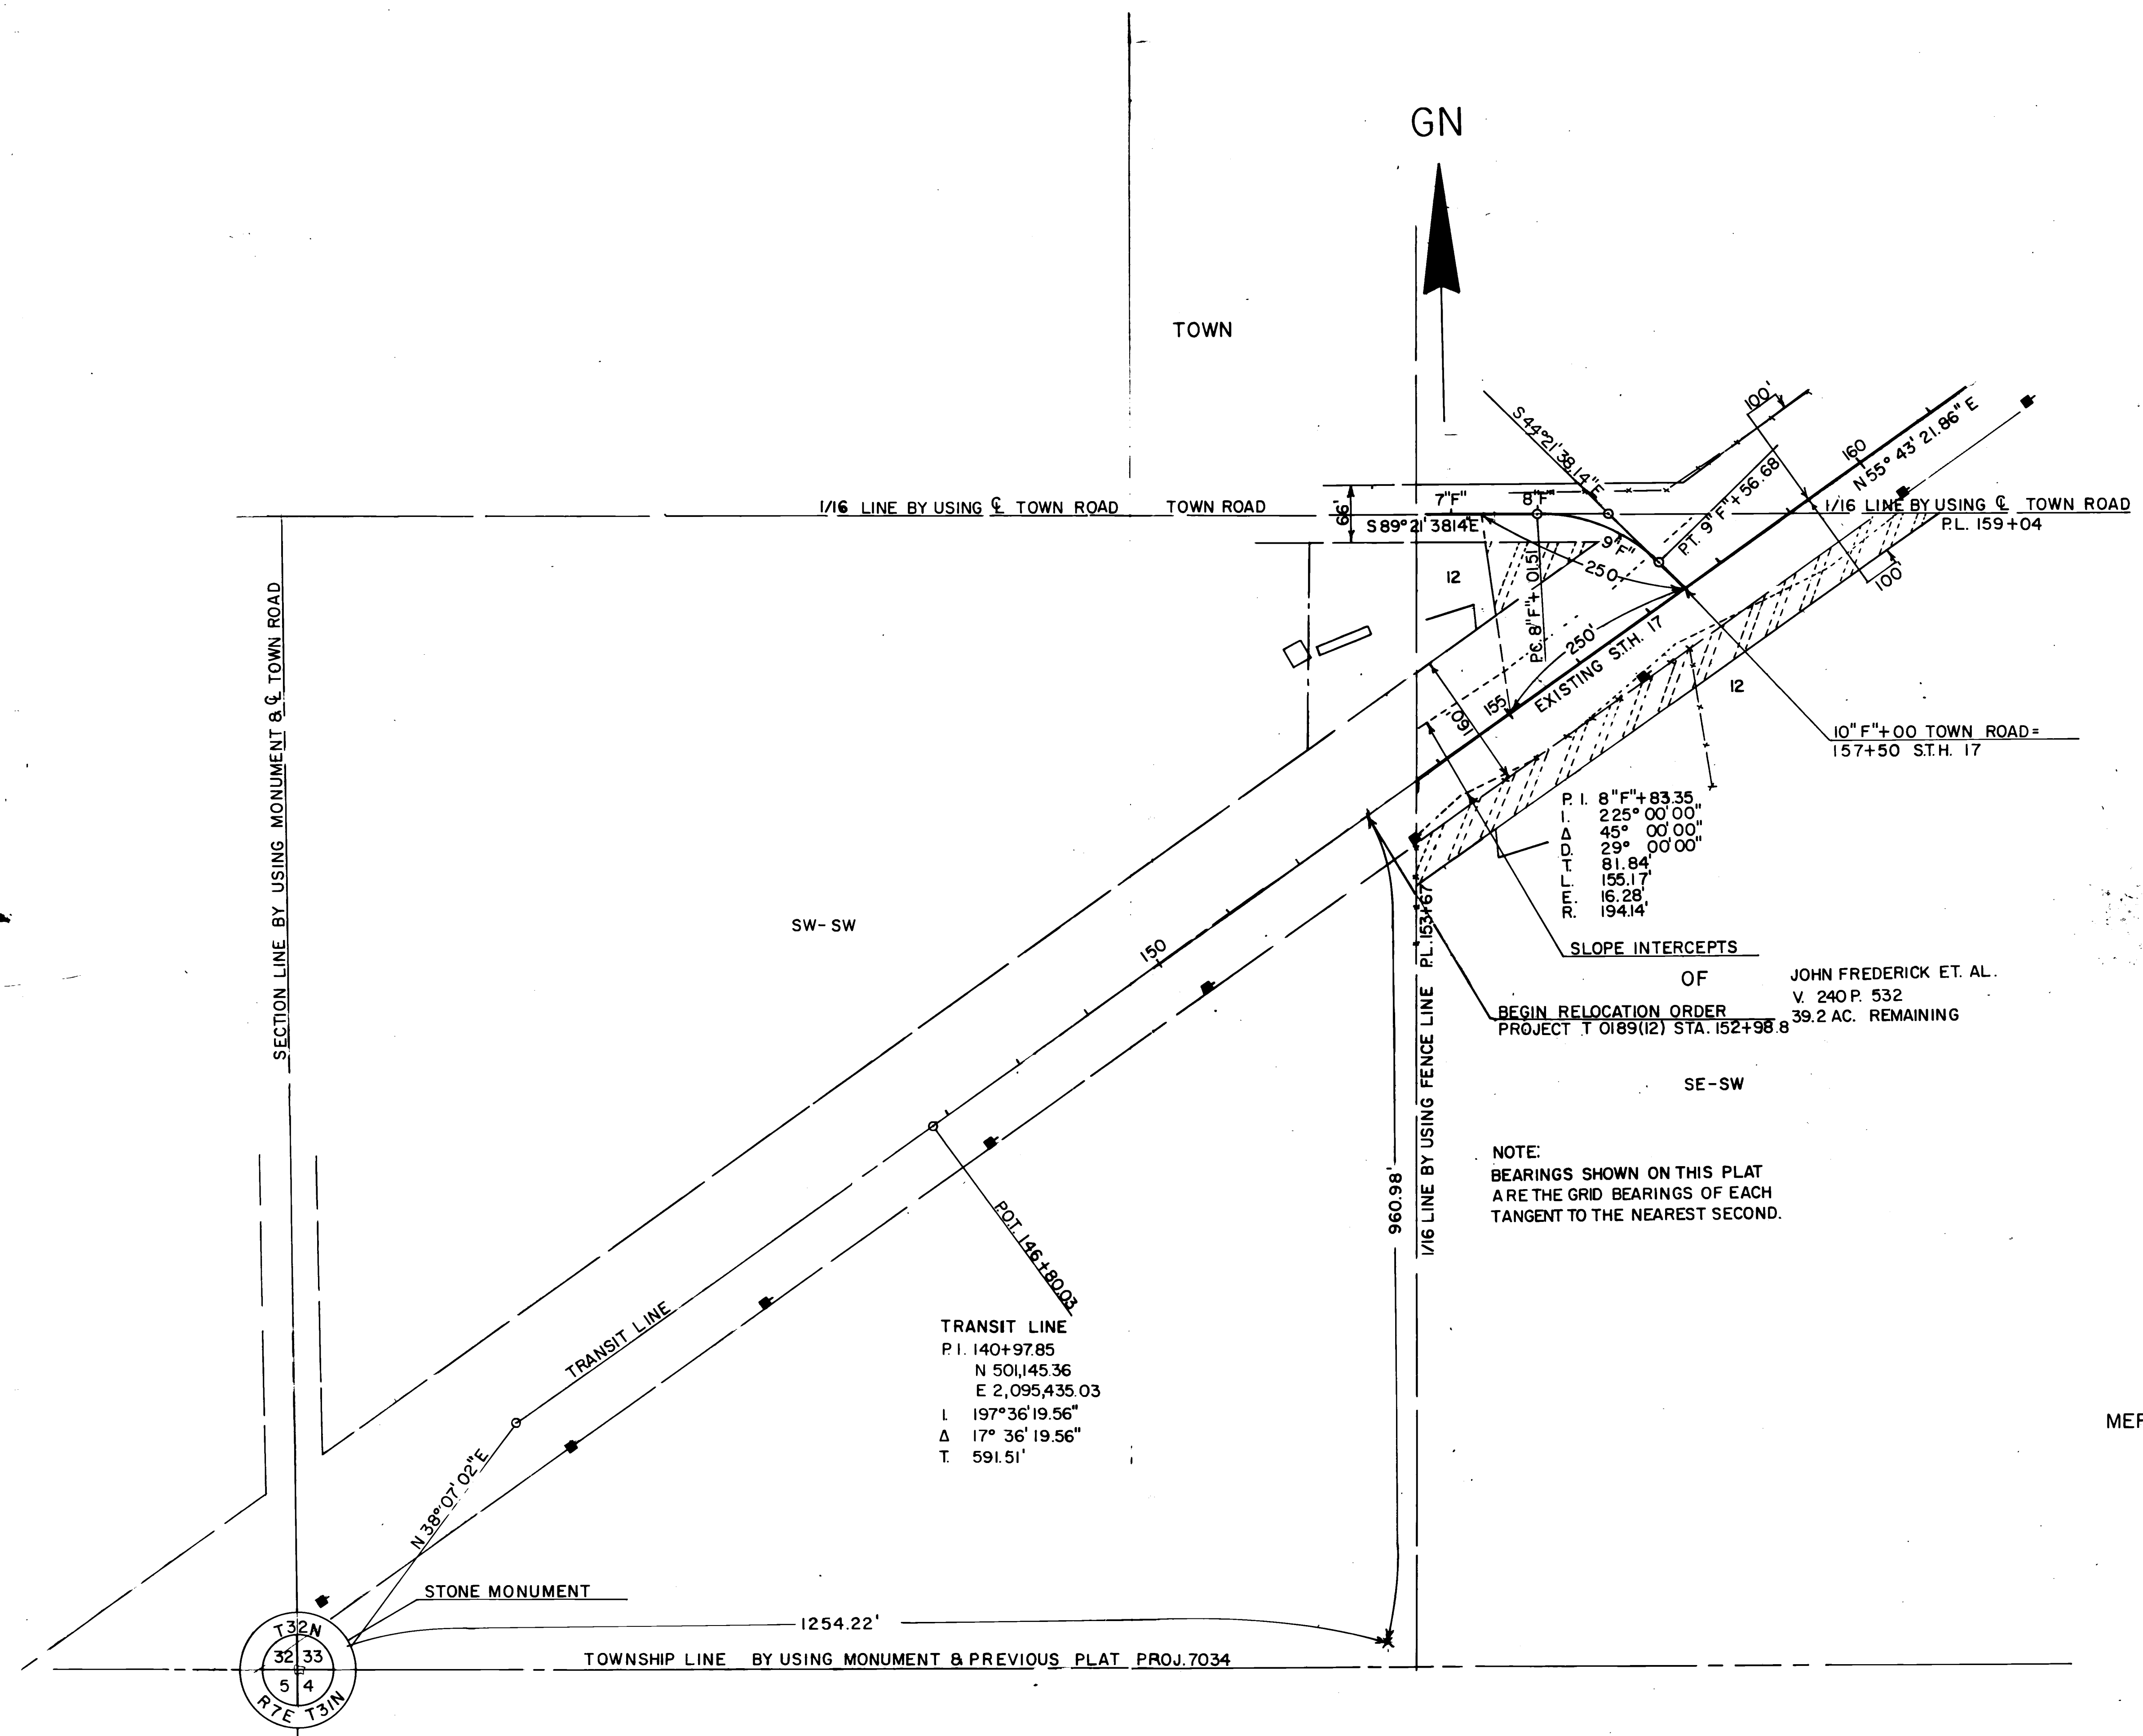 GN
TOWN
100'
S44°21'38.14"E
160
N 55° 43' 21.86" E
P.T. 9"F"+56.68
1/16 LINE BY USING ℄ TOWN ROAD
TOWN ROAD
66'
7"F"
8"F"
S 89°21'38.14"E
1/16 LINE BY USING ℄ TOWN ROAD
P.L. 159+04
9"F"
12
250
P.C. 8"F"+01.51
100'
250'
EXISTING S.T.H. 17
155
160'
12
10"F"+00 TOWN ROAD=
157+50 S.T.H. 17
SECTION LINE BY USING MONUMENT & ℄ TOWN ROAD
P. I. 8"F"+83.35
I. 225° 00'00"
Δ 45° 00'00"
D. 29° 00'00"
T. 81.84'
L. 155.17'
E. 16.28'
R. 194.14'
SW-SW
150
SLOPE INTERCEPTS
OF
JOHN FREDERICK ET. AL.
V. 240 P. 532
39.2 AC. REMAINING
BEGIN RELOCATION ORDER
PROJECT T 0189(12) STA. 152+98.8
1/16 LINE BY USING FENCE LINE P.L. 153+67
SE-SW
960.98'
NOTE:
BEARINGS SHOWN ON THIS PLAT
ARE THE GRID BEARINGS OF EACH
TANGENT TO THE NEAREST SECOND.
P.O.T. 146+80.03
TRANSIT LINE
TRANSIT LINE
P.I. 140+97.85
N 501,145.36
E 2,095,435.03
I. 197°36'19.56"
Δ 17° 36' 19.56"
T. 591.51'
MER
N 38°07'02"E
STONE MONUMENT
1254.22'
TOWNSHIP LINE BY USING MONUMENT & PREVIOUS PLAT PROJ. 7034
T32N
32 33
5 4
R7E T31N